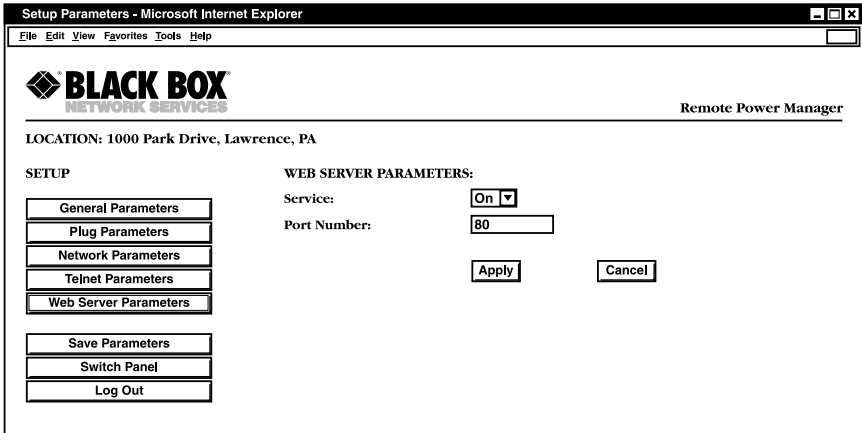 Setup Parameters - Microsoft Internet Explorer
File Edit View Favorites Tools Help
BLACK BOX®
NETWORK SERVICES
Remote Power Manager
LOCATION: 1000 Park Drive, Lawrence, PA
SETUP
WEB SERVER PARAMETERS:
General Parameters
Service: On
Plug Parameters
Port Number: 80
Network Parameters
Telnet Parameters
Apply Cancel
Web Server Parameters
Save Parameters
Switch Panel
Log Out